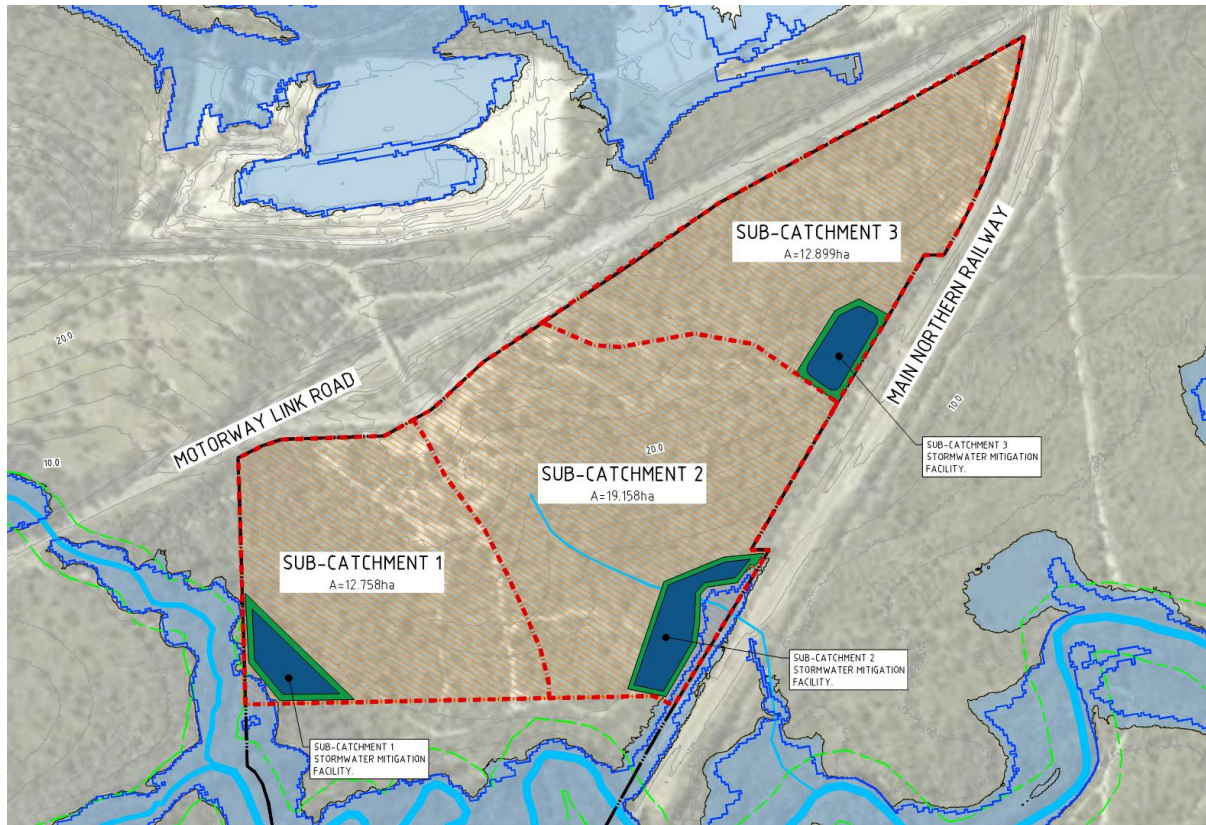 SUB-CATCHMENT 3
A=12.899ha
20.0
MOTORWAY LINK ROAD
MAIN NORTHERN RAILWAY
10.0
SUB-CATCHMENT 3
STORMWATER MITIGATION
FACILITY.
20.0
10.0
SUB-CATCHMENT 2
A=19.158ha
SUB-CATCHMENT 1
A=12.758ha
SUB-CATCHMENT 2
STORMWATER MITIGATION
FACILITY.
SUB-CATCHMENT 1
STORMWATER MITIGATION
FACILITY.